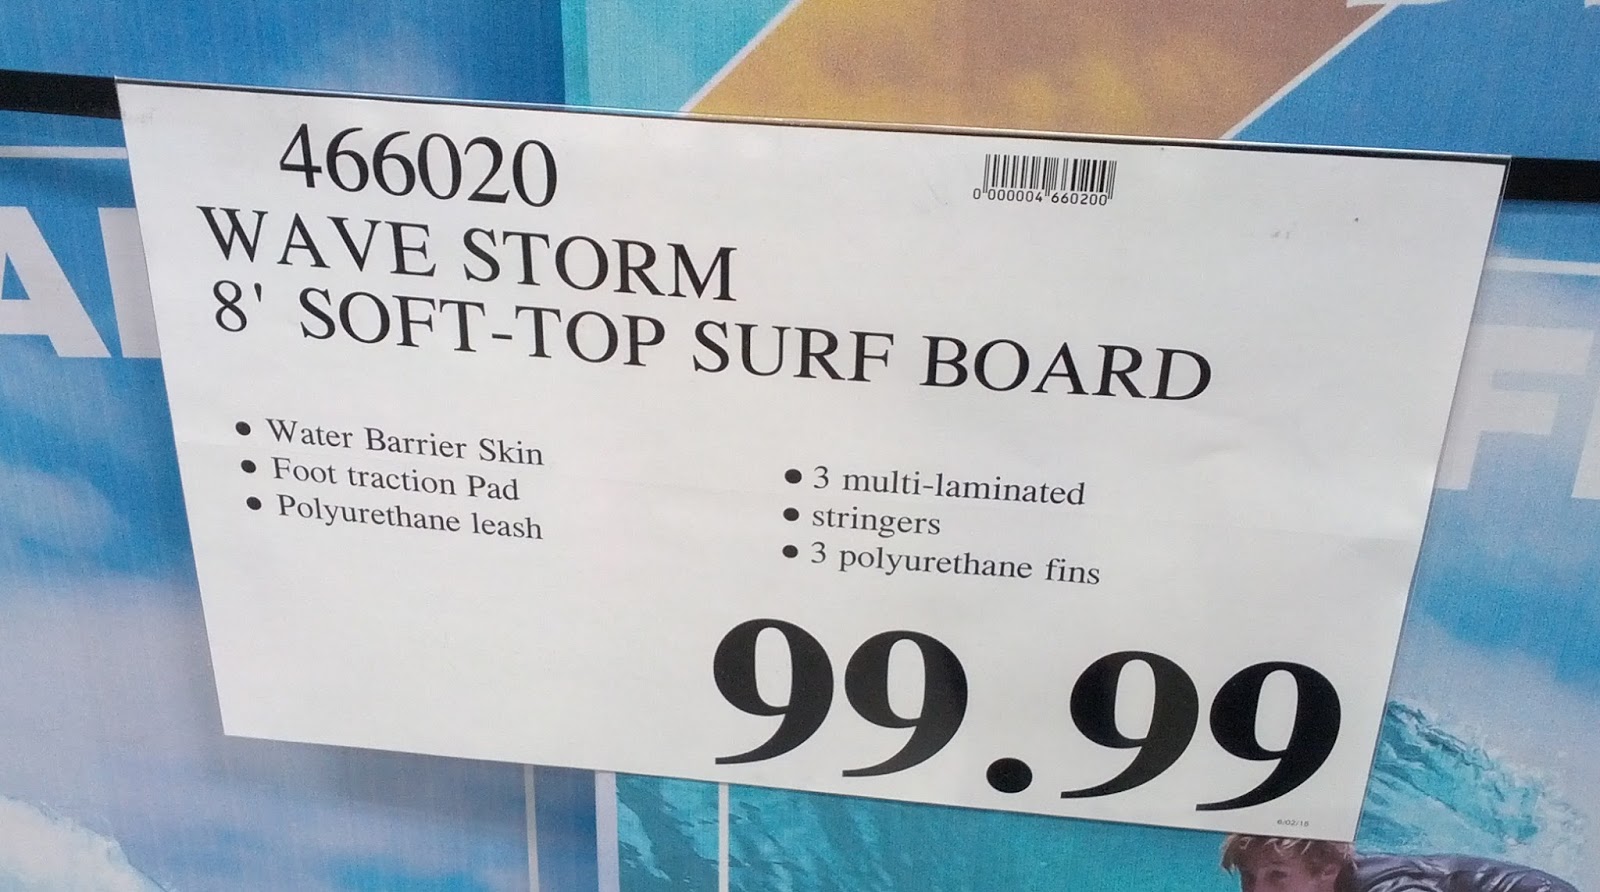 466020
0 000004 660200
WAVE STORM
8' SOFT-TOP SURF BOARD
• Water Barrier Skin
• Foot traction Pad
• Polyurethane leash
• 3 multi-laminated
• stringers
• 3 polyurethane fins
99.99